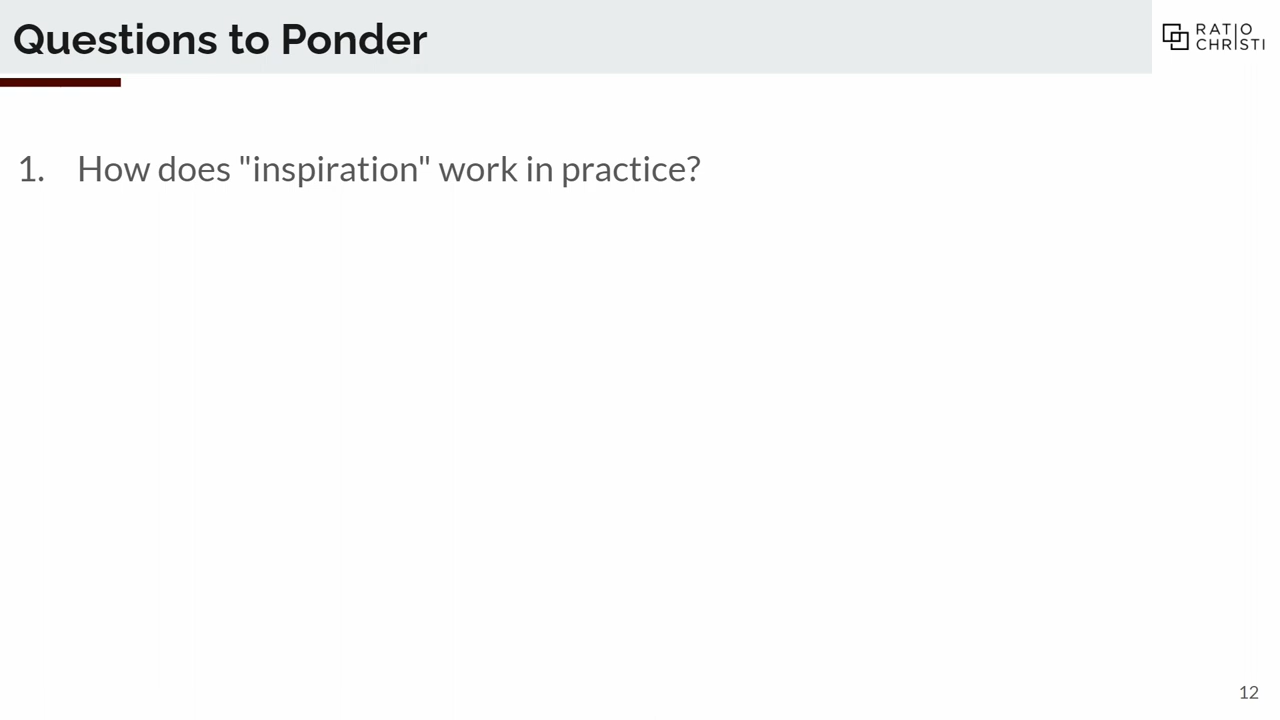 Questions to Ponder
RATIO
CHRISTI
1. How does "inspiration" work in practice?
12